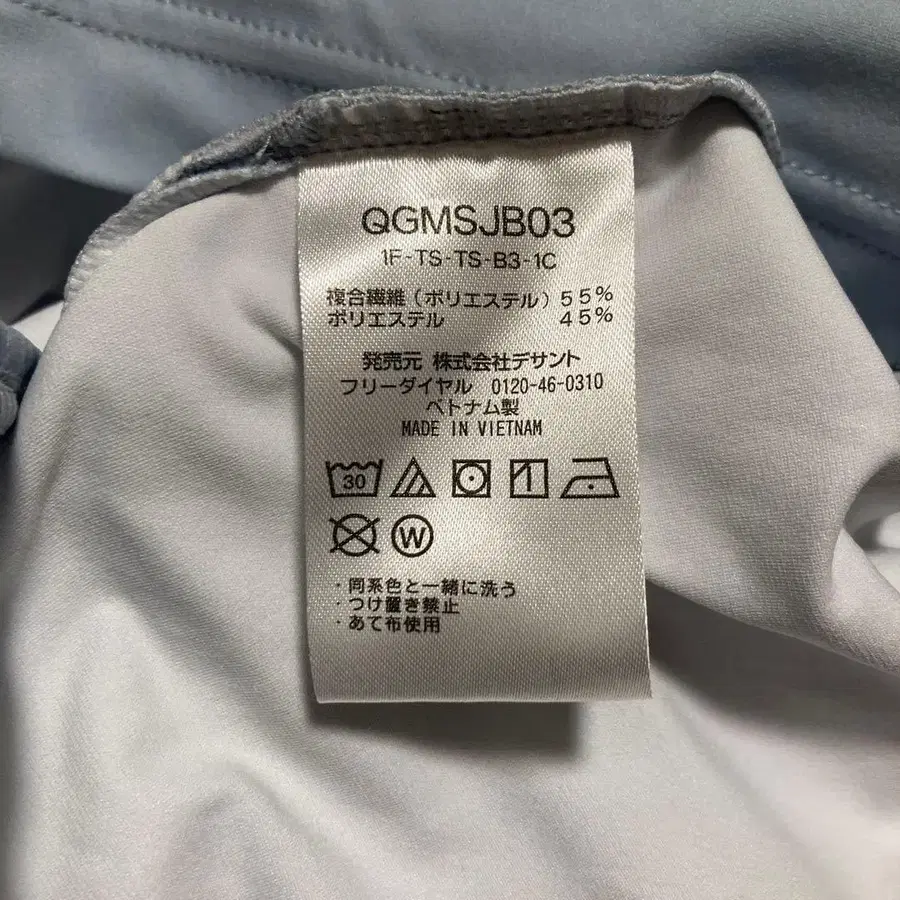 QGMSJB03
1F-TS-TS-B3-1C
複合繊維(ポリエステル) 55%
ポリエステル 45%
発売元 株式会社デサント
フリーダイヤル 0120-46-0310
ベトナム製
MADE IN VIETNAM
30
W
・同系色と一緒に洗う
・つけ置き禁止
・あて布使用